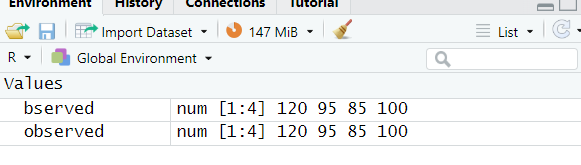 Environment History Connections Tutorial
Import Dataset 147 MiB List
R Global Environment
Values
bserved num [1:4] 120 95 85 100
observed num [1:4] 120 95 85 100